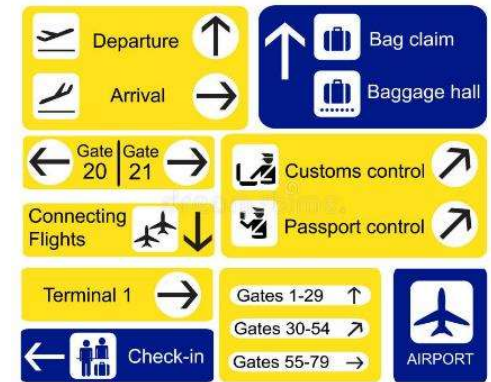 Departure
Arrival
Bag claim
Baggage hall
Gate 20
Gate 21
Customs control
Passport control
Connecting
Flights
Terminal 1
Gates 1-29
Gates 30-54
Gates 55-79
Check-in
AIRPORT